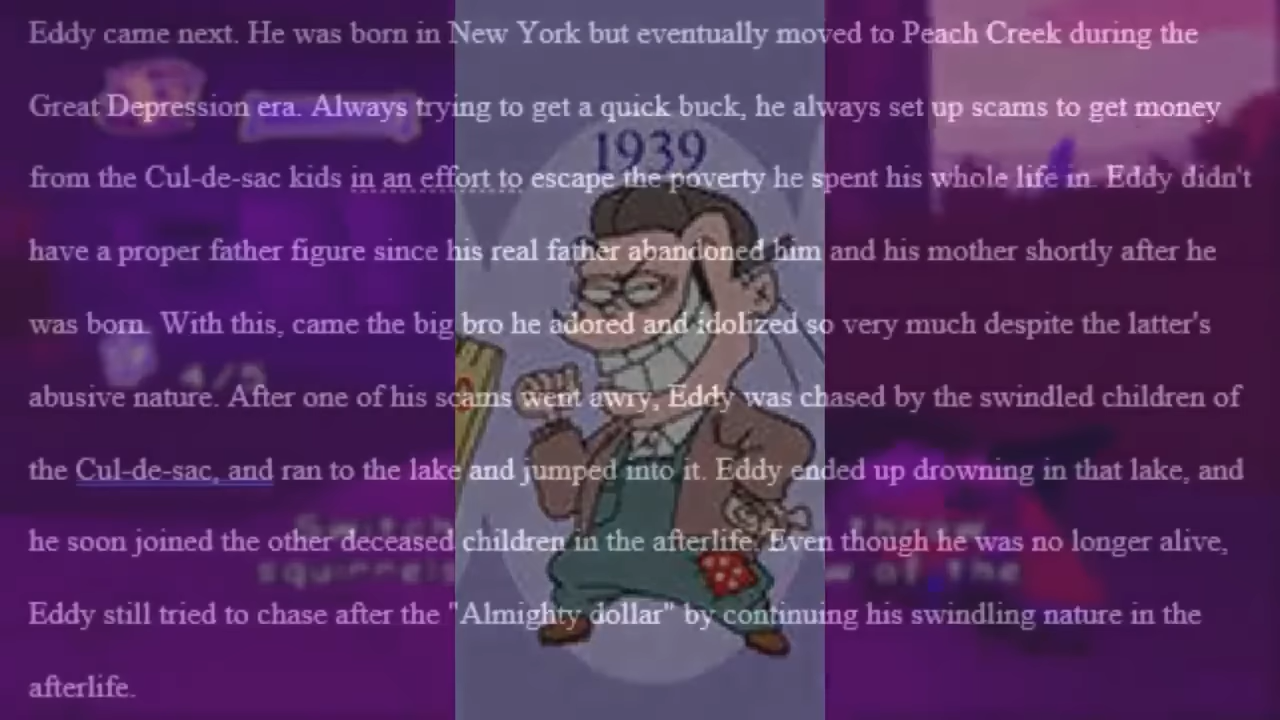 Eddy came next. He was born in New York but eventually moved to Peach Creek during the
Great Depression era. Always trying to get a quick buck, he always set up scams to get money
1939
from the Cul-de-sac kids in an effort to escape the poverty he spent his whole life in. Eddy didn't
have a proper father figure since his real father abandoned him and his mother shortly after he
was born. With this, came the big bro he adored and idolized so very much despite the latter's
4/5
abusive nature. After one of his scams went awry, Eddy was chased by the swindled children of
the Cul-de-sac, and ran to the lake and jumped into it. Eddy ended up drowning in that lake, and
he soon joined the other deceased children in the afterlife. Even though he was no longer alive,
Switch throw
squirrels of the
Eddy still tried to chase after the "Almighty dollar" by continuing his swindling nature in the
afterlife.